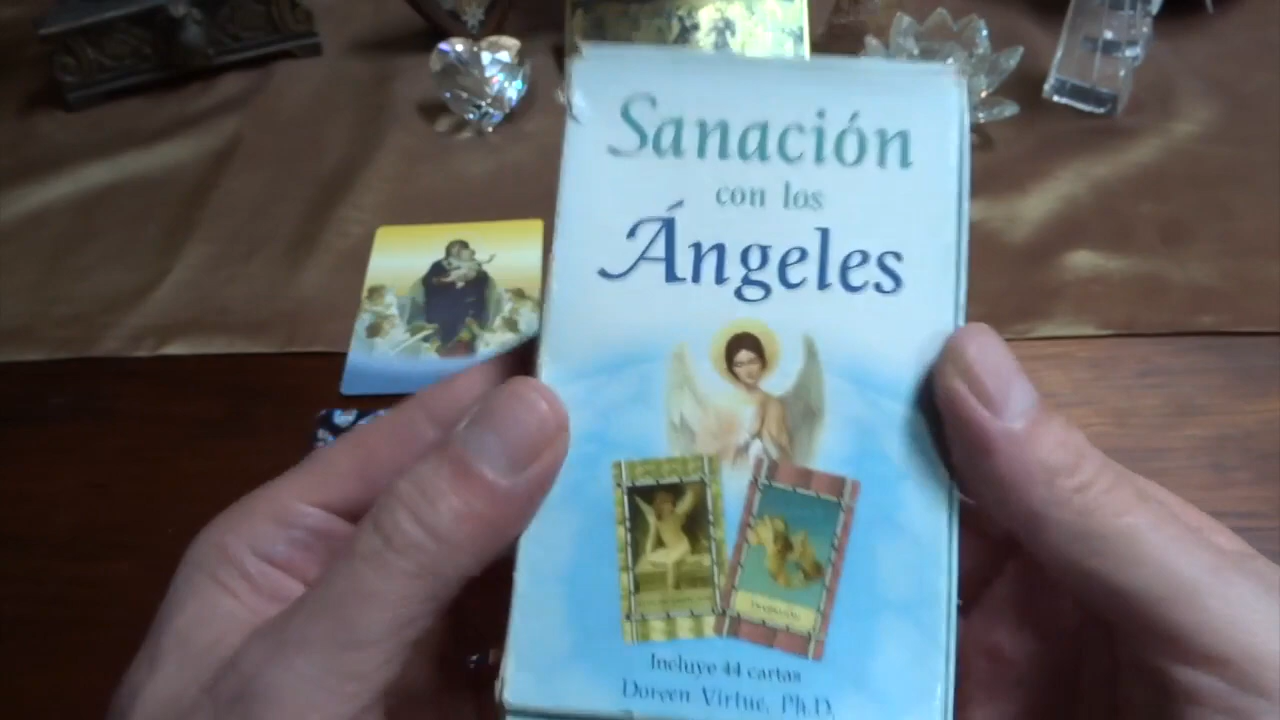 Sanación
con los
Ángeles
Incluye 44 cartas
Doreen Virtue, Ph.D.